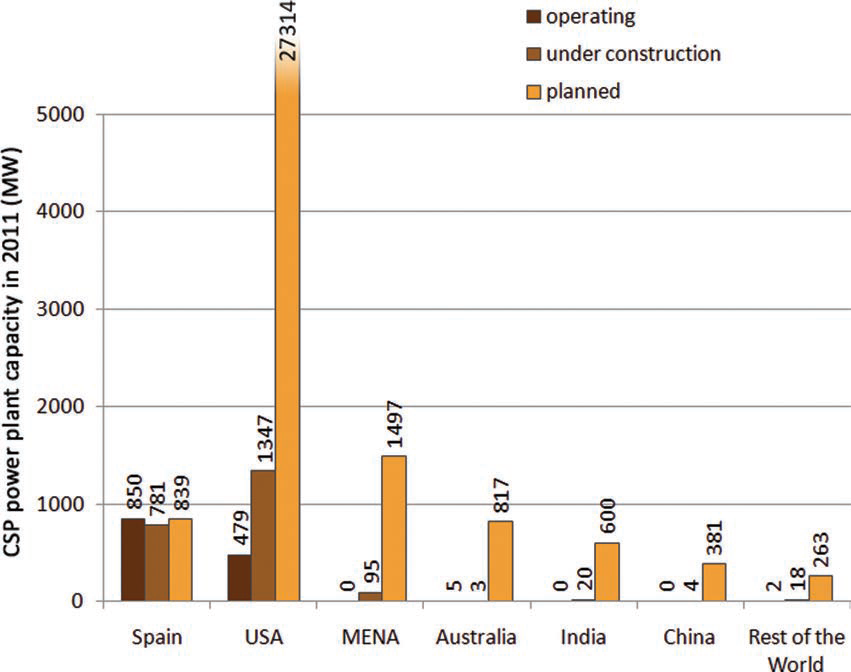 operating
under construction
planned
CSP power plant capacity in 2011 (MW)
5000
4000
3000
2000
1000
0
850
781
839
479
1347
27314
0
95
1497
5
3
817
0
20
600
0
4
381
2
18
263
Spain
USA
MENA
Australia
India
China
Rest of the
World